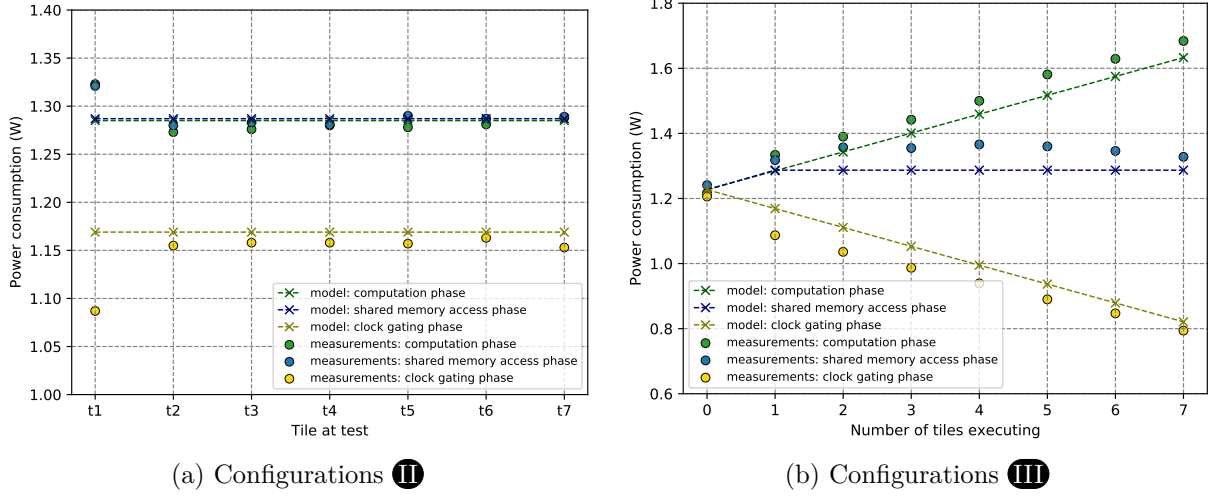 1.40
1.35
1.30
1.25
1.20
1.15
1.10
1.05
1.00
Power consumption (W)
model: computation phase
model: shared memory access phase
model: clock gating phase
measurements: computation phase
measurements: shared memory access phase
measurements: clock gating phase
t1 t2 t3 t4 t5 t6 t7
Tile at test
(a) Configurations II
1.8
1.6
1.4
1.2
1.0
0.8
0.6
Power consumption (W)
model: computation phase
model: shared memory access phase
model: clock gating phase
measurements: computation phase
measurements: shared memory access phase
measurements: clock gating phase
0 1 2 3 4 5 6 7
Number of tiles executing
(b) Configurations III